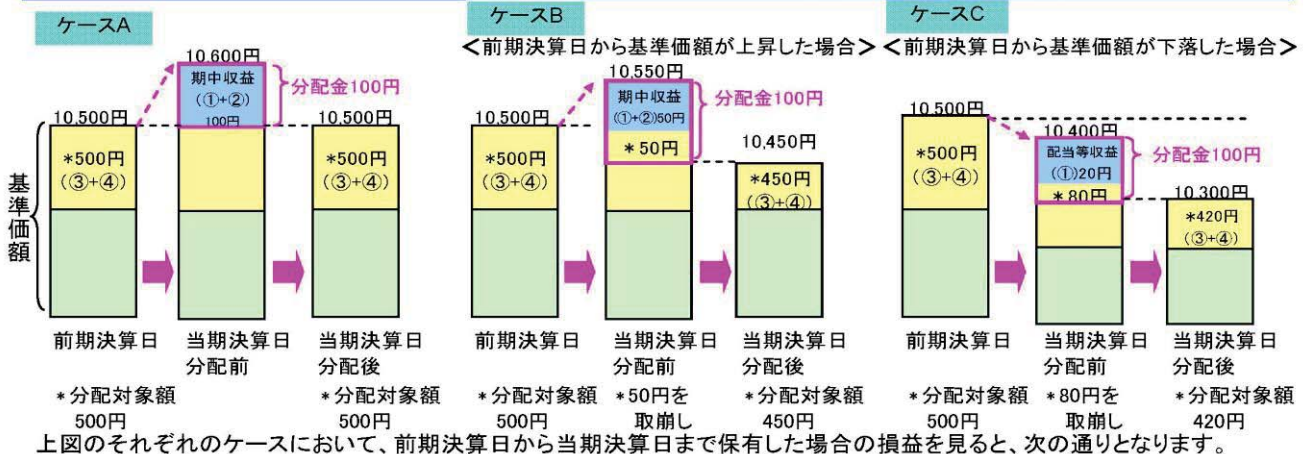 ケースA
10,600円
期中収益
(①+②)
100円
分配金100円
10,500円
*500円
(③+④)
10,500円
*500円
(③+④)
基準価額
前期決算日
当期決算日
分配前
当期決算日
分配後
*分配対象額
500円
*分配対象額
500円
ケースB
<前期決算日から基準価額が上昇した場合>
10,550円
期中収益
(①+②)50円
*50円
分配金100円
10,500円
*500円
(③+④)
10,450円
*450円
(③+④)
前期決算日
当期決算日
分配前
当期決算日
分配後
*分配対象額
500円
*50円を
取崩し
*分配対象額
450円
ケースC
<前期決算日から基準価額が下落した場合>
10,500円
*500円
(③+④)
10,400円
配当等収益
(①)20円
*80円
分配金100円
10,300円
*420円
(③+④)
前期決算日
当期決算日
分配前
当期決算日
分配後
*分配対象額
500円
*80円を
取崩し
*分配対象額
420円
上図のそれぞれのケースにおいて、前期決算日から当期決算日まで保有した場合の損益を見ると、次の通りとなります。